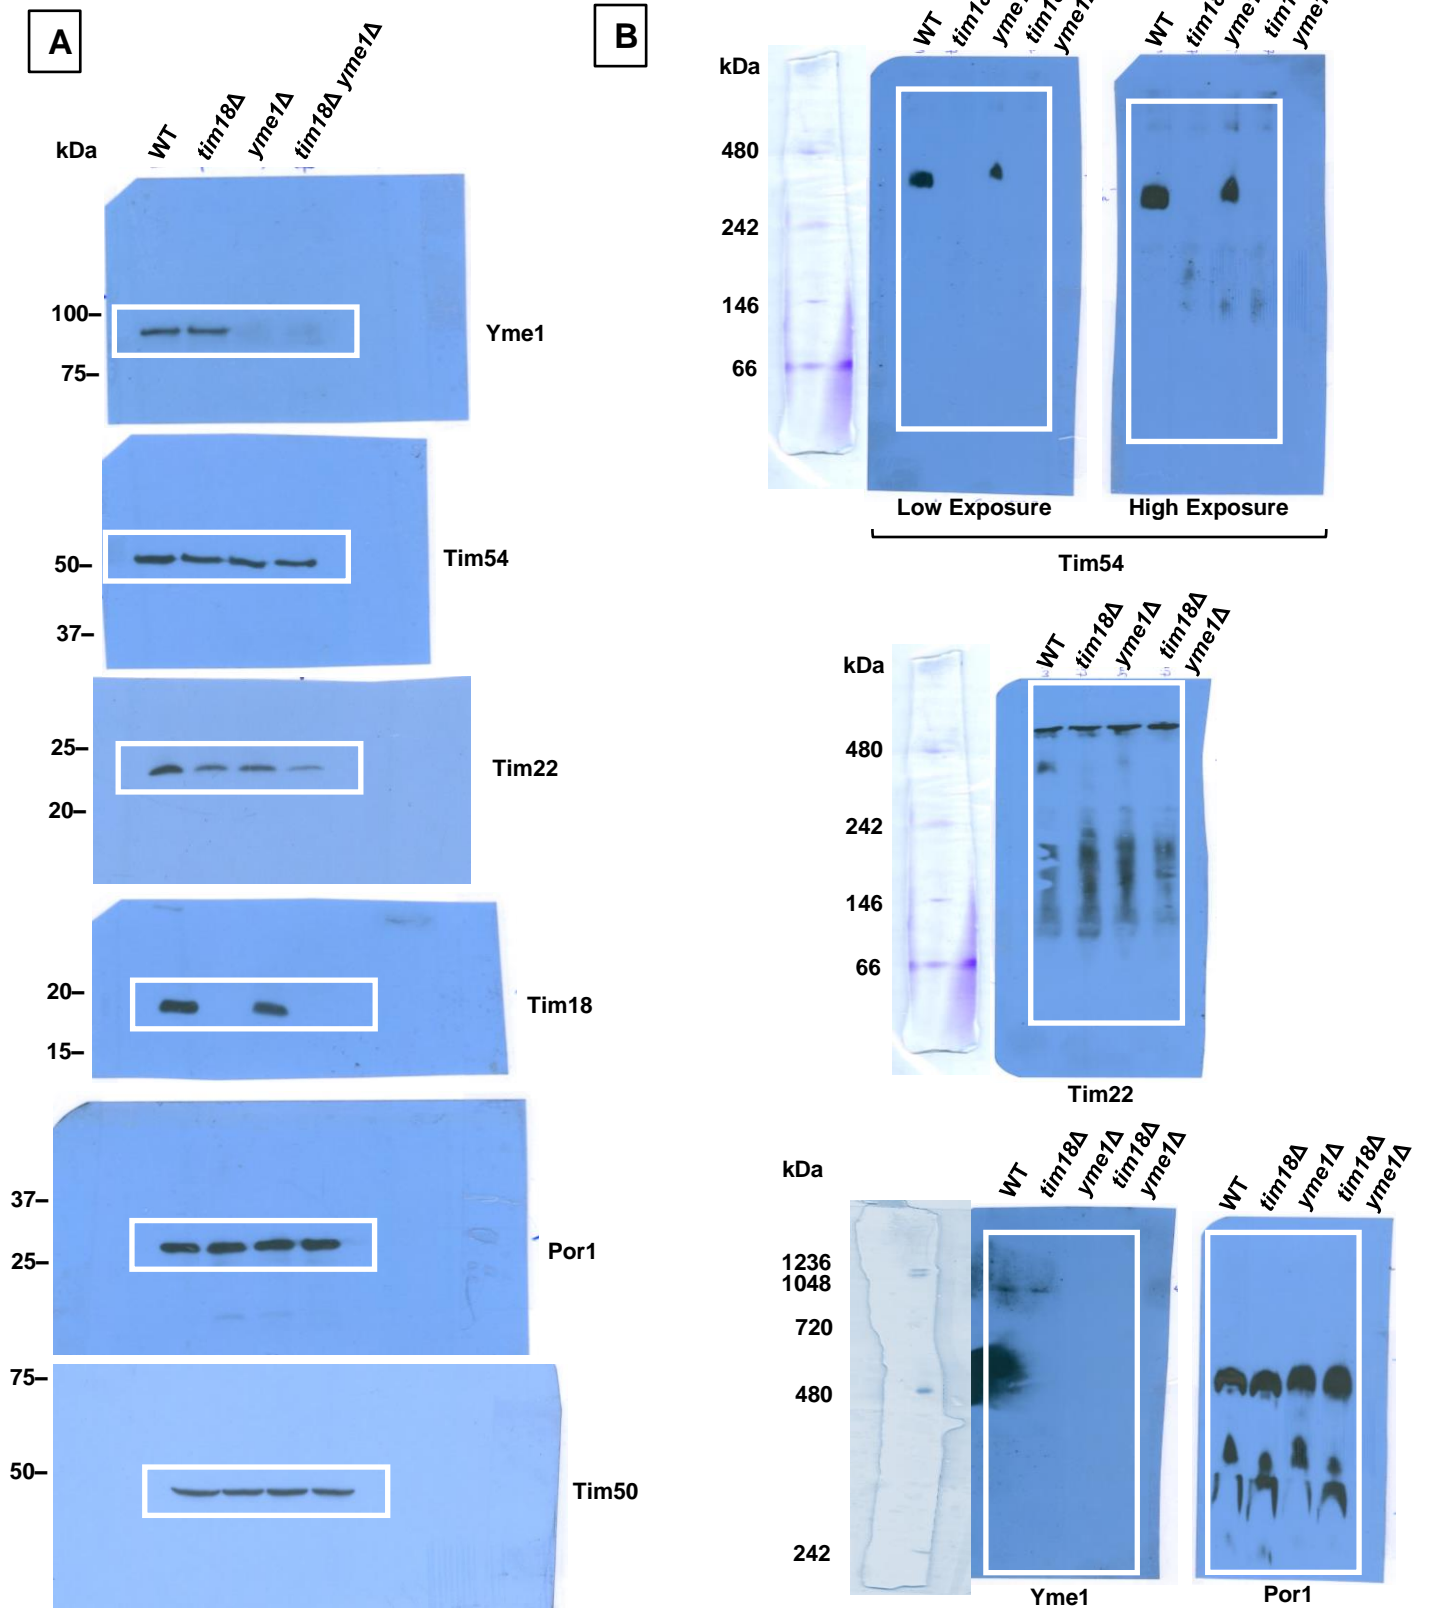 A
kDa
WT
tim18Δ
yme1Δ
tim18Δ yme1Δ
100–
75–
Yme1
50–
37–
Tim54
25–
20–
Tim22
20–
15–
Tim18
37–
25–
Por1
75–
50–
Tim50
B
kDa
WT
WT
480
242
146
66
Low Exposure
High Exposure
Tim54
kDa
WT
tim18Δ
yme1Δ
tim18Δ
yme1Δ
480
242
146
66
Tim22
kDa
WT
tim18Δ
yme1Δ
tim18Δ
yme1Δ
WT
tim18Δ
yme1Δ
tim18Δ
yme1Δ
1236
1048
720
480
242
Yme1
Por1